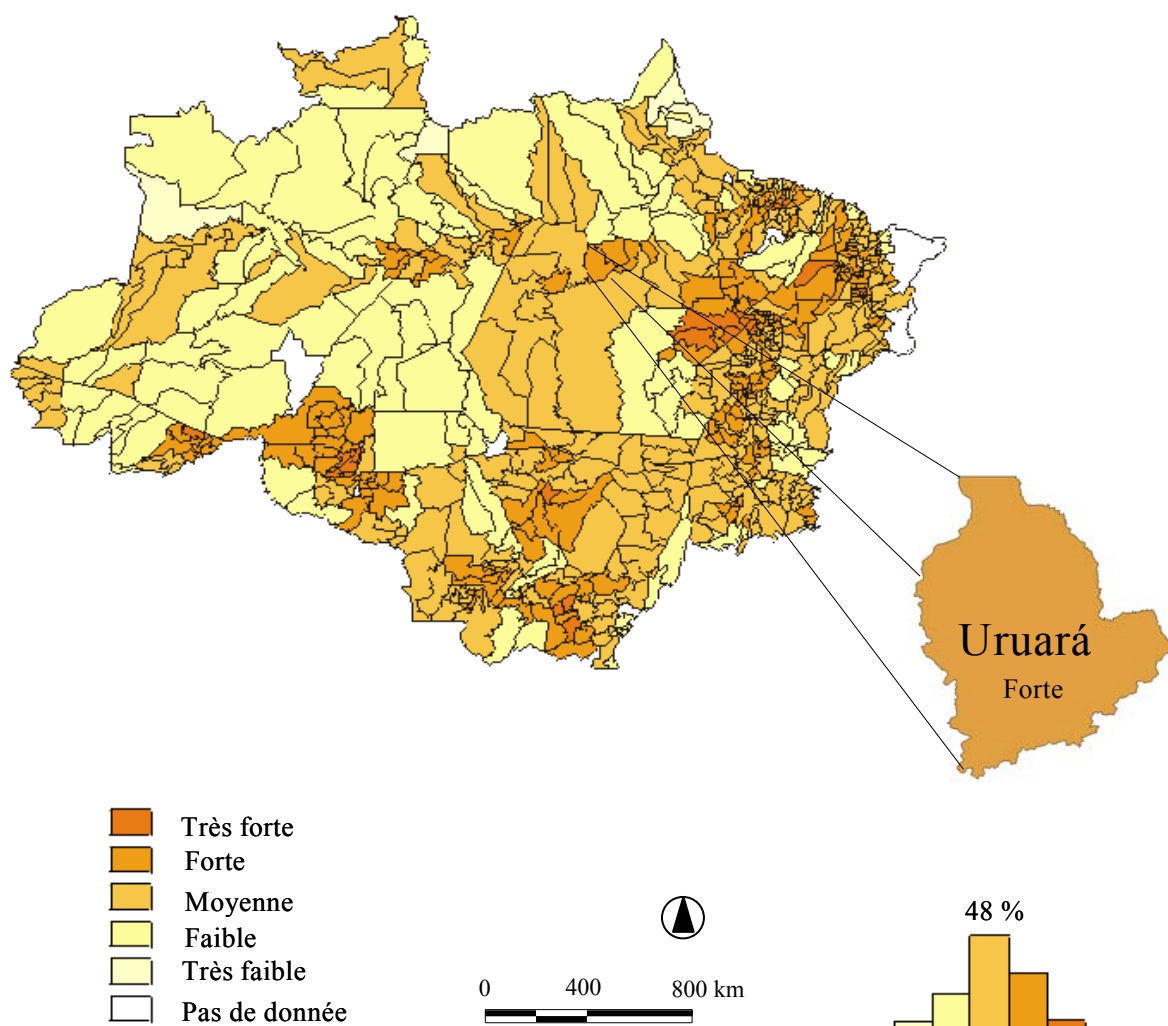 Uruará
Forte
Très forte
Forte
Moyenne
Faible
Très faible
Pas de donnée
0 400 800 km
48 %